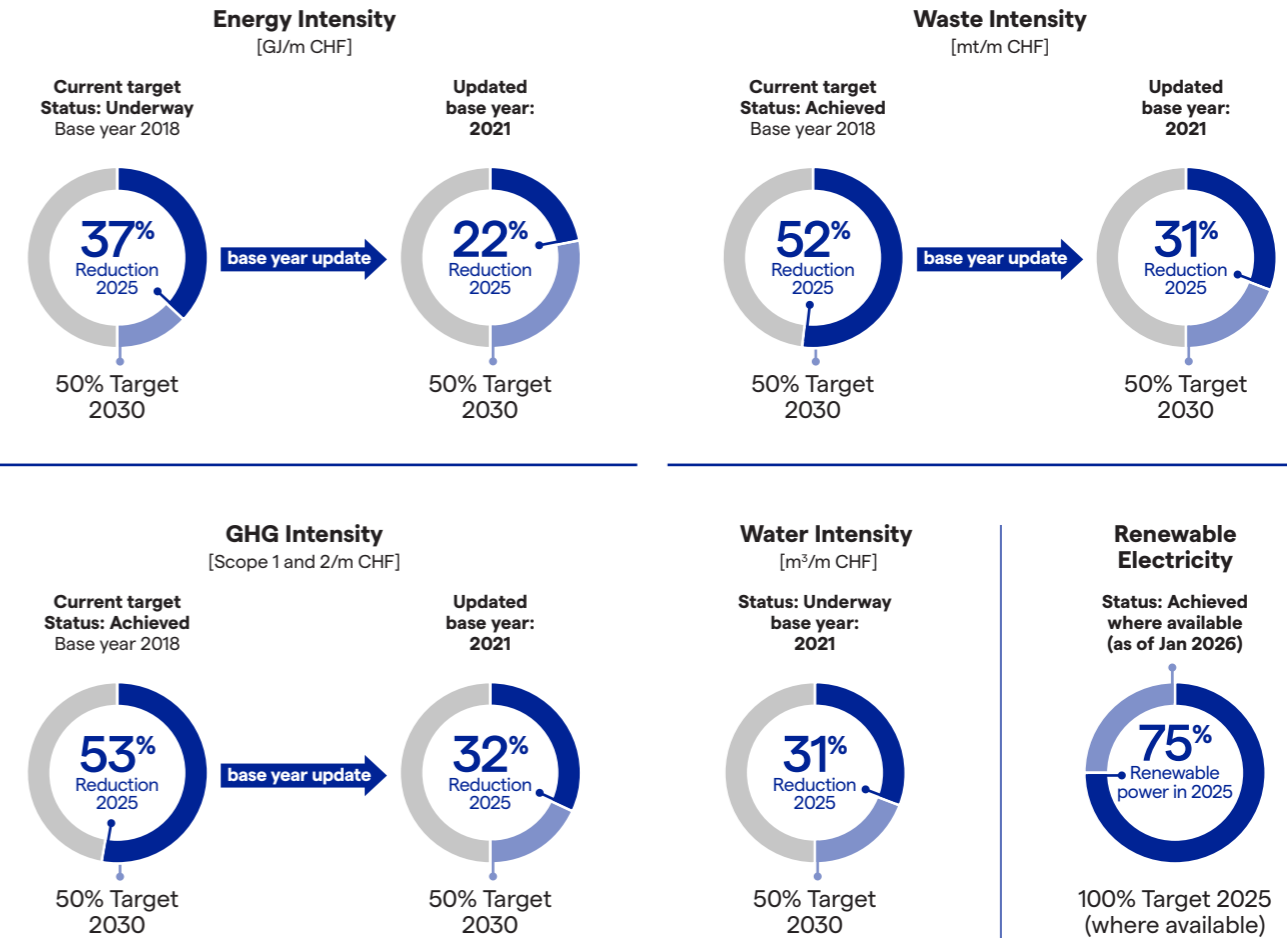 Energy Intensity
[GJ/m CHF]
Current target
Status: Underway
Base year 2018
Updated
base year:
2021
37%
Reduction
2025
base year update
22%
Reduction
2025
50% Target
2030
50% Target
2030
Waste Intensity
[mt/m CHF]
Current target
Status: Achieved
Base year 2018
Updated
base year:
2021
52%
Reduction
2025
base year update
31%
Reduction
2025
50% Target
2030
50% Target
2030
GHG Intensity
[Scope 1 and 2/m CHF]
Current target
Status: Achieved
Base year 2018
Updated
base year:
2021
53%
Reduction
2025
base year update
32%
Reduction
2025
50% Target
2030
50% Target
2030
Water Intensity
[m³/m CHF]
Status: Underway
base year:
2021
31%
Reduction
2025
50% Target
2030
Renewable
Electricity
Status: Achieved
where available
(as of Jan 2026)
75%
Renewable
power in 2025
100% Target 2025
(where available)